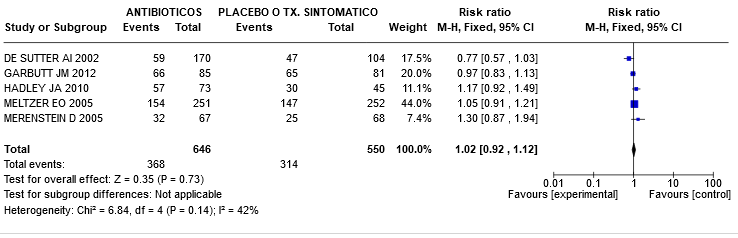 ANTIBIOTICOS PLACEBO O TX. SINTOMATICO Risk ratio Risk ratio
Study or Subgroup Events Total Events Total Weight M-H, Fixed, 95% CI M-H, Fixed, 95% CI
DE SUTTER AI 2002 59 170 47 104 17.5% 0.77 [0.57 , 1.03]
GARBUTT JM 2012 66 85 65 81 20.0% 0.97 [0.83 , 1.13]
HADLEY JA 2010 57 73 30 45 11.1% 1.17 [0.92 , 1.49]
MELTZER EO 2005 154 251 147 252 44.0% 1.05 [0.91 , 1.21]
MERENSTEIN D 2005 32 67 25 68 7.4% 1.30 [0.87 , 1.94]
Total 646 550 100.0% 1.02 [0.92 , 1.12]
Total events: 368 314
Test for overall effect: Z = 0.35 (P = 0.73) 0.01 0.1 1 10 100
Test for subgroup differences: Not applicable Favours [experimental] Favours [control]
Heterogeneity: Chi² = 6.84, df = 4 (P = 0.14); I² = 42%